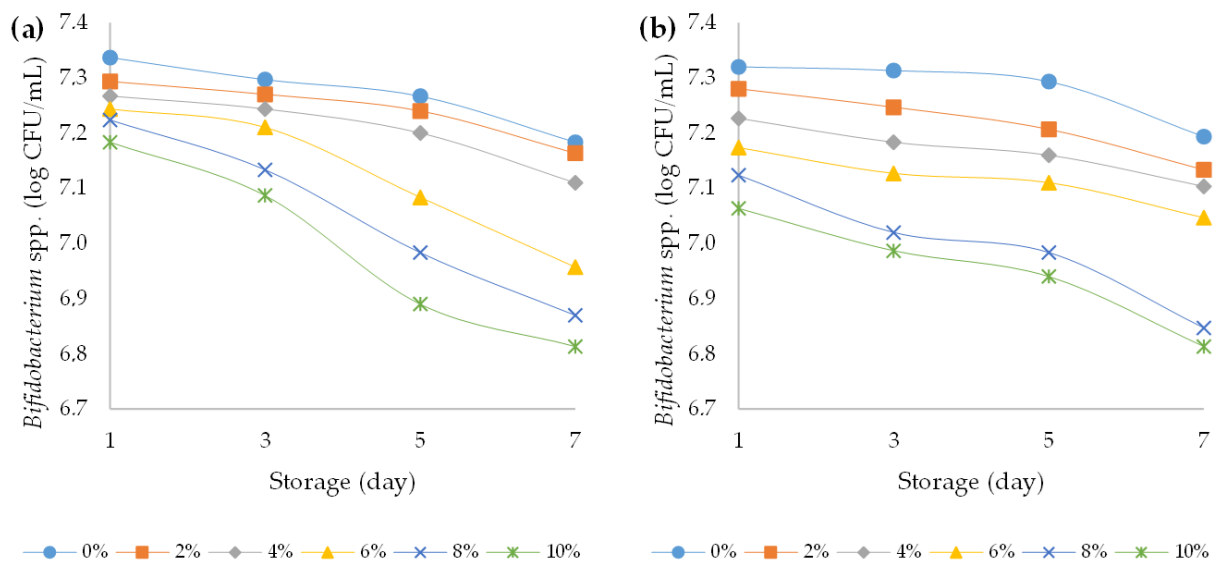 (a)
Bifidobacterium spp. (log CFU/mL)
7.4
7.3
7.2
7.1
7.0
6.9
6.8
6.7
1 3 5 7
Storage (day)
0% 2% 4% 6% 8% 10%
(b)
Bifidobacterium spp. (log CFU/mL)
7.4
7.3
7.2
7.1
7.0
6.9
6.8
6.7
1 3 5 7
Storage (day)
0% 2% 4% 6% 8% 10%